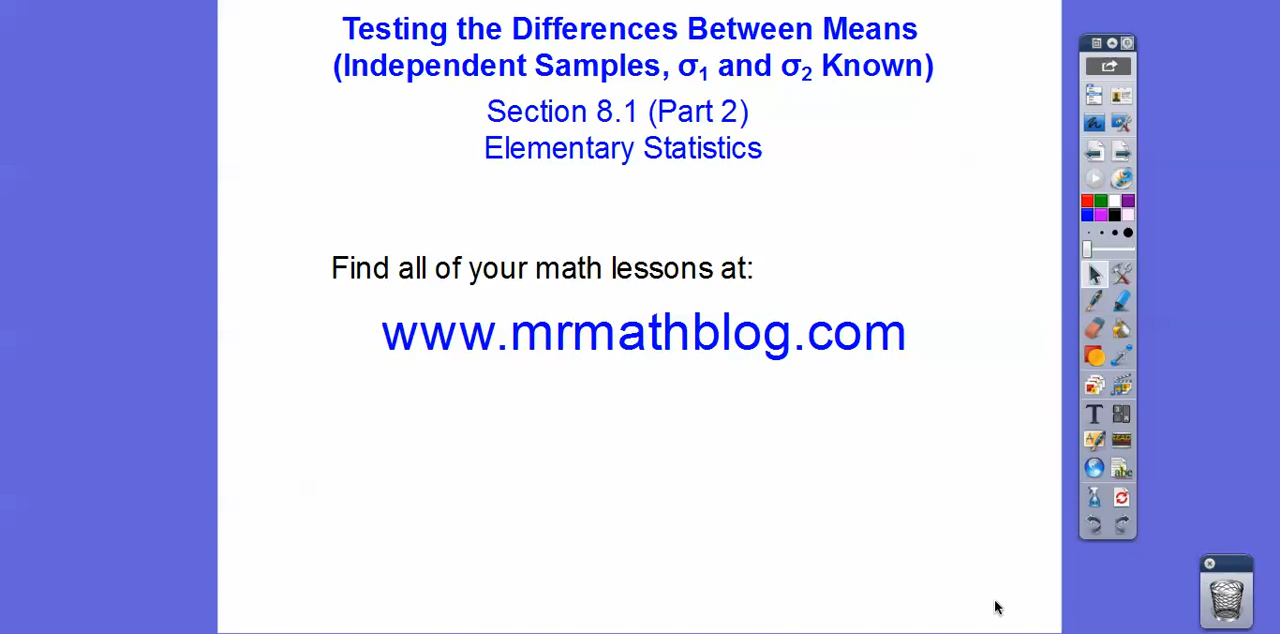 Testing the Differences Between Means
(Independent Samples, σ₁ and σ₂ Known)
Section 8.1 (Part 2)
Elementary Statistics
Find all of your math lessons at:
www.mrmathblog.com